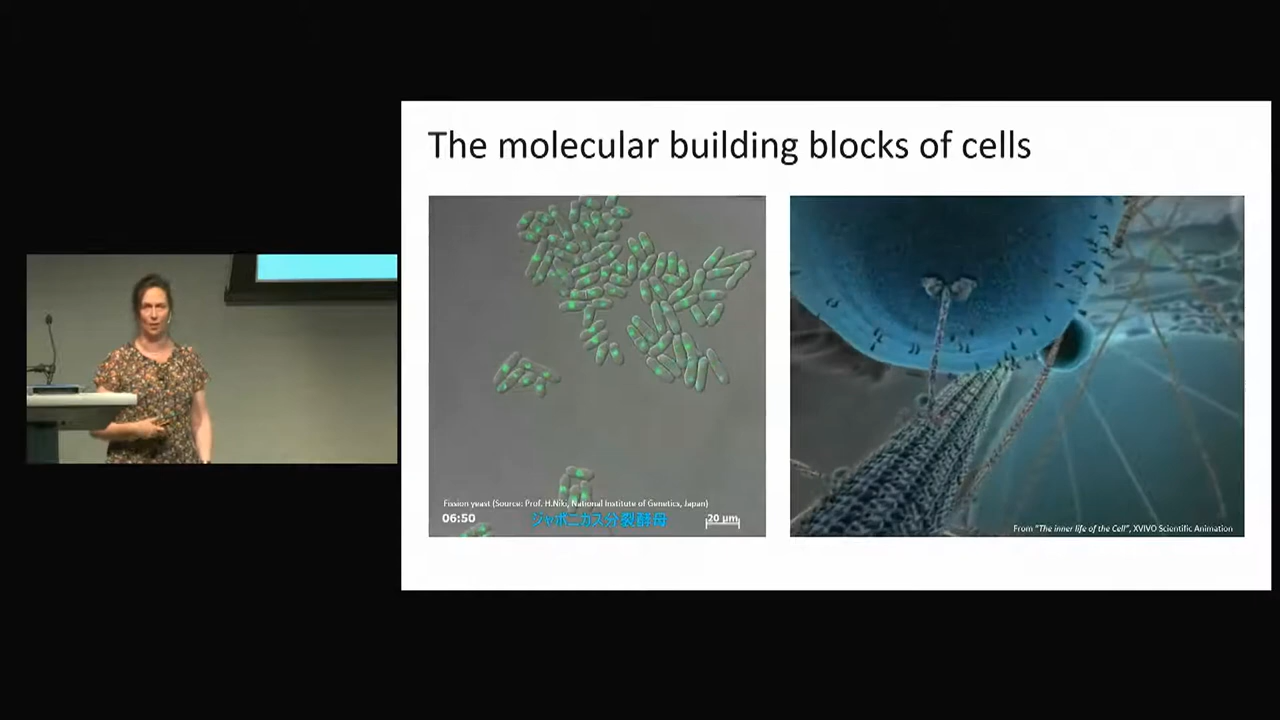 The molecular building blocks of cells
Fission yeast (Source: Prof. H.Niki, National Institute of Genetics, Japan)
06:50
ジャポニカス分裂酵母
20 µm
From "The inner life of the Cell", XVIVO Scientific Animation